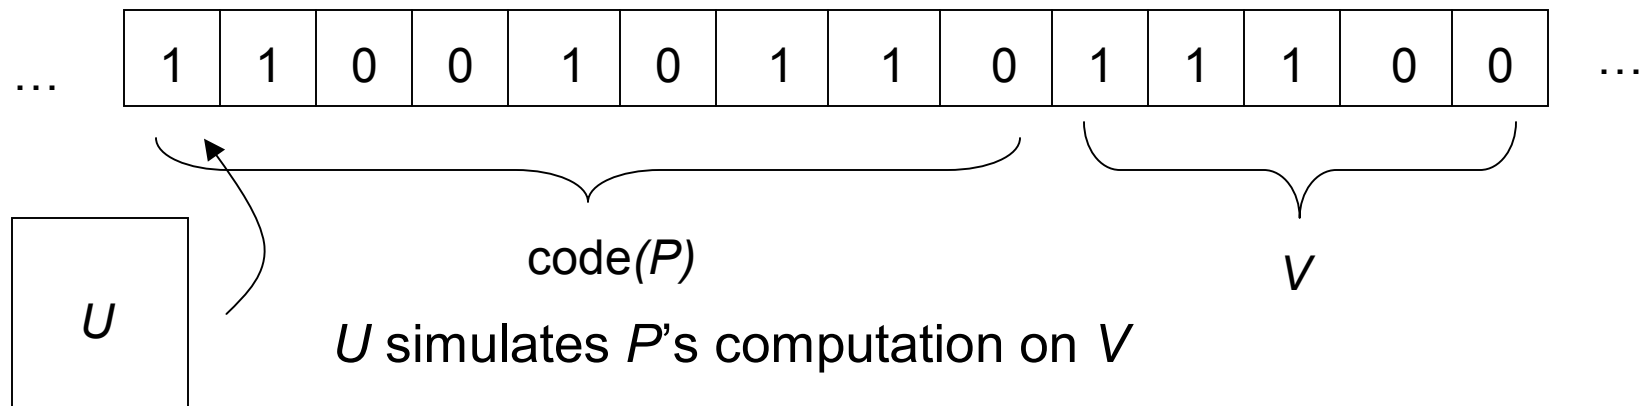 … 1 1 0 0 1 0 1 1 0 1 1 1 0 0 …
code(P)
V
U
U simulates P’s computation on V